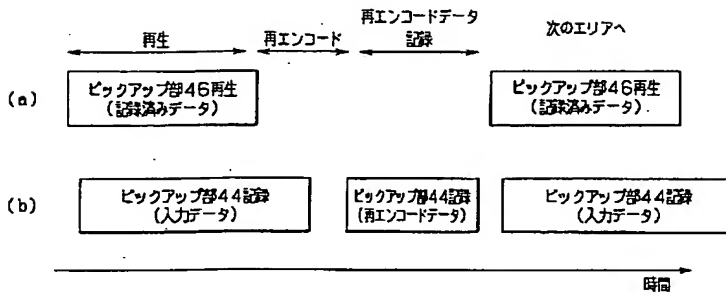 再生
再エンコード
再エンコードデータ
記録
次のエリアへ
(a)
ピックアップ部46再生
(記録済みデータ)
ピックアップ部46再生
(記録済みデータ)
(b)
ピックアップ部44記録
(入力データ)
ピックアップ部44記録
(再エンコードデータ)
ピックアップ部44記録
(入力データ)
時間